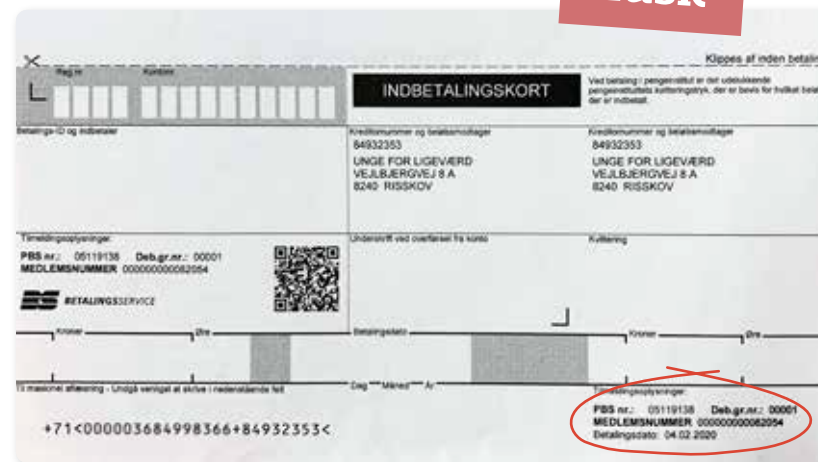 Klippes af inden betalin
Reg.nr. Kontonr.
INDBETALINGSKORT
Ved betaling i pengeinstitut er det udelukkende
pengeinstituttets kvitteringstryk, der er bevis for hvilket beløb
der er indbetalt.
Betalings-ID og indbetaler
Kreditornummer og beløbsmodtager
84932353
UNGE FOR LIGEVÆRD
VEJLBJERGVEJ 8 A
8240 RISSKOV
Kreditornummer og beløbsmodtager
84932353
UNGE FOR LIGEVÆRD
VEJLBJERGVEJ 8 A
8240 RISSKOV
Tilmeldingsoplysninger:
PBS nr.: 05119138 Deb.gr.nr.: 00001
MEDLEMSNUMMER 000000000082054
BETALINGSSERVICE
Underskrift ved overførsel fra konto
Kvittering
Kroner Øre
Betalingsdato
Kroner Øre
Til maskinel aflæsning - Undgå venligst at skrive i nedenstående felt
Dag Måned År
+71<000003684998366+84932353<
Tilmeldingsoplysninger:
PBS nr.: 05119138 Deb.gr.nr.: 00001
MEDLEMSNUMMER 000000000082054
Betalingsdato: 04.02.2020